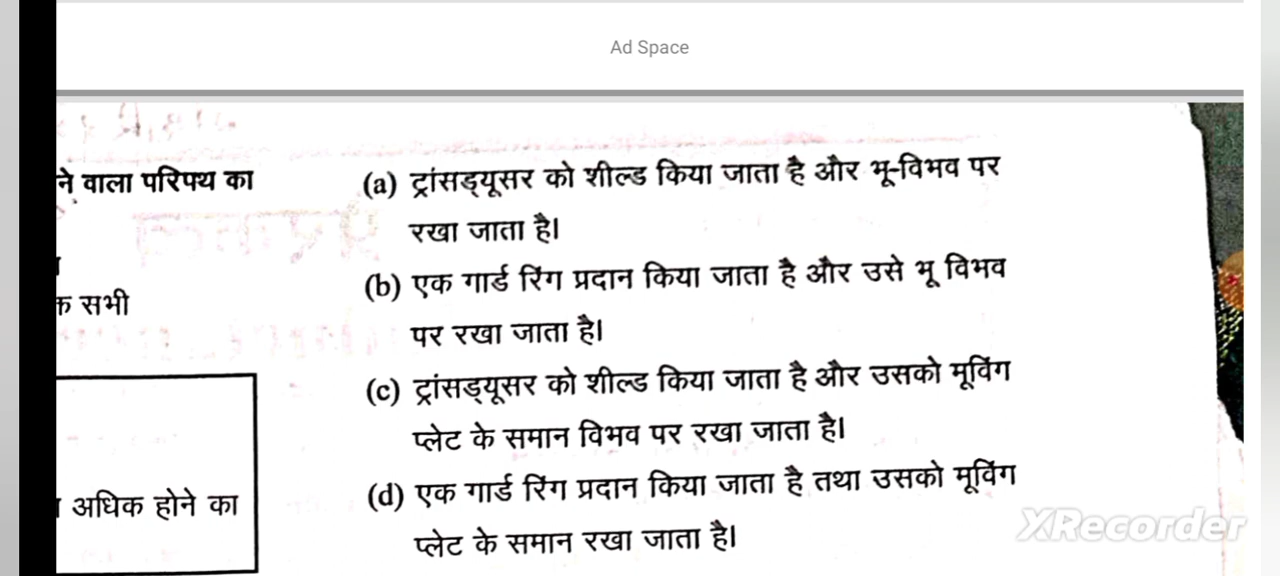 Ad Space
ने वाला परिपथ का
क सभी
अधिक होने का
(a) ट्रांसड्यूसर को शील्ड किया जाता है और भू-विभव पर
रखा जाता है।
(b) एक गार्ड रिंग प्रदान किया जाता है और उसे भू विभव
पर रखा जाता है।
(c) ट्रांसड्यूसर को शील्ड किया जाता है और उसको मूविंग
प्लेट के समान विभव पर रखा जाता है।
(d) एक गार्ड रिंग प्रदान किया जाता है तथा उसको मूविंग
प्लेट के समान रखा जाता है।
XRecorder